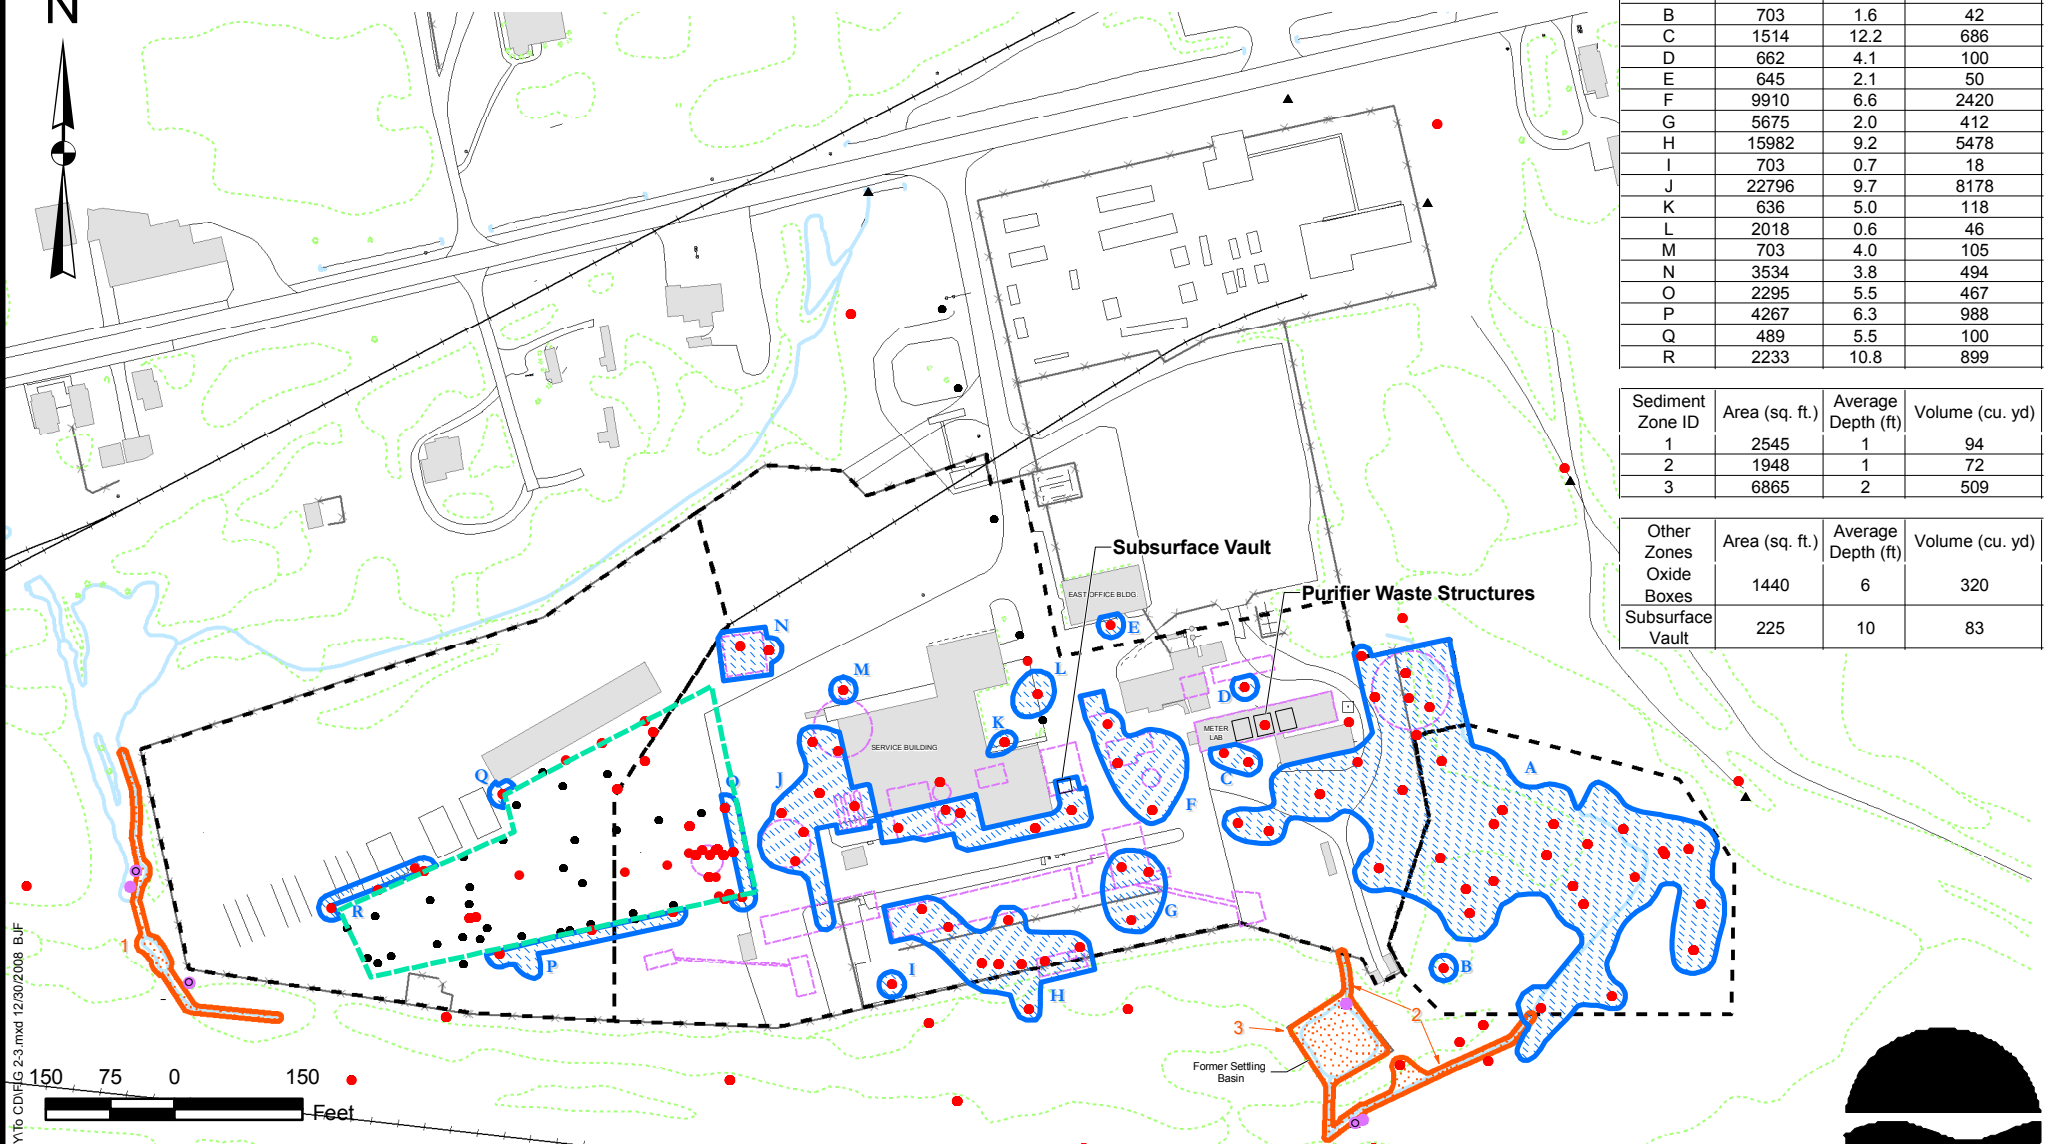 N
B 703 1.6 42
C 1514 12.2 686
D 662 4.1 100
E 645 2.1 50
F 9910 6.6 2420
G 5675 2.0 412
H 15982 9.2 5478
I 703 0.7 18
J 22796 9.7 8178
K 636 5.0 118
L 2018 0.6 46
M 703 4.0 105
N 3534 3.8 494
O 2295 5.5 467
P 4267 6.3 988
Q 489 5.5 100
R 2233 10.8 899
Sediment Zone ID Area (sq. ft.) Average Depth (ft) Volume (cu. yd)
1 2545 1 94
2 1948 1 72
3 6865 2 509
Other Zones Area (sq. ft.) Average Depth (ft) Volume (cu. yd)
Oxide Boxes 1440 6 320
Subsurface Vault 225 10 83
Subsurface Vault
EAST OFFICE BLDG.
Purifier Waste Structures
N
E
M
L
D
K
METER
LAB
SERVICE BUILDING
Q
O
J
C
F
A
R
G
1
P
I
B
H
3
2
Former Settling
Basin
150 75 0 150
Feet
Y\To CD\FIG 2-3.mxd 12/30/2008 BJF